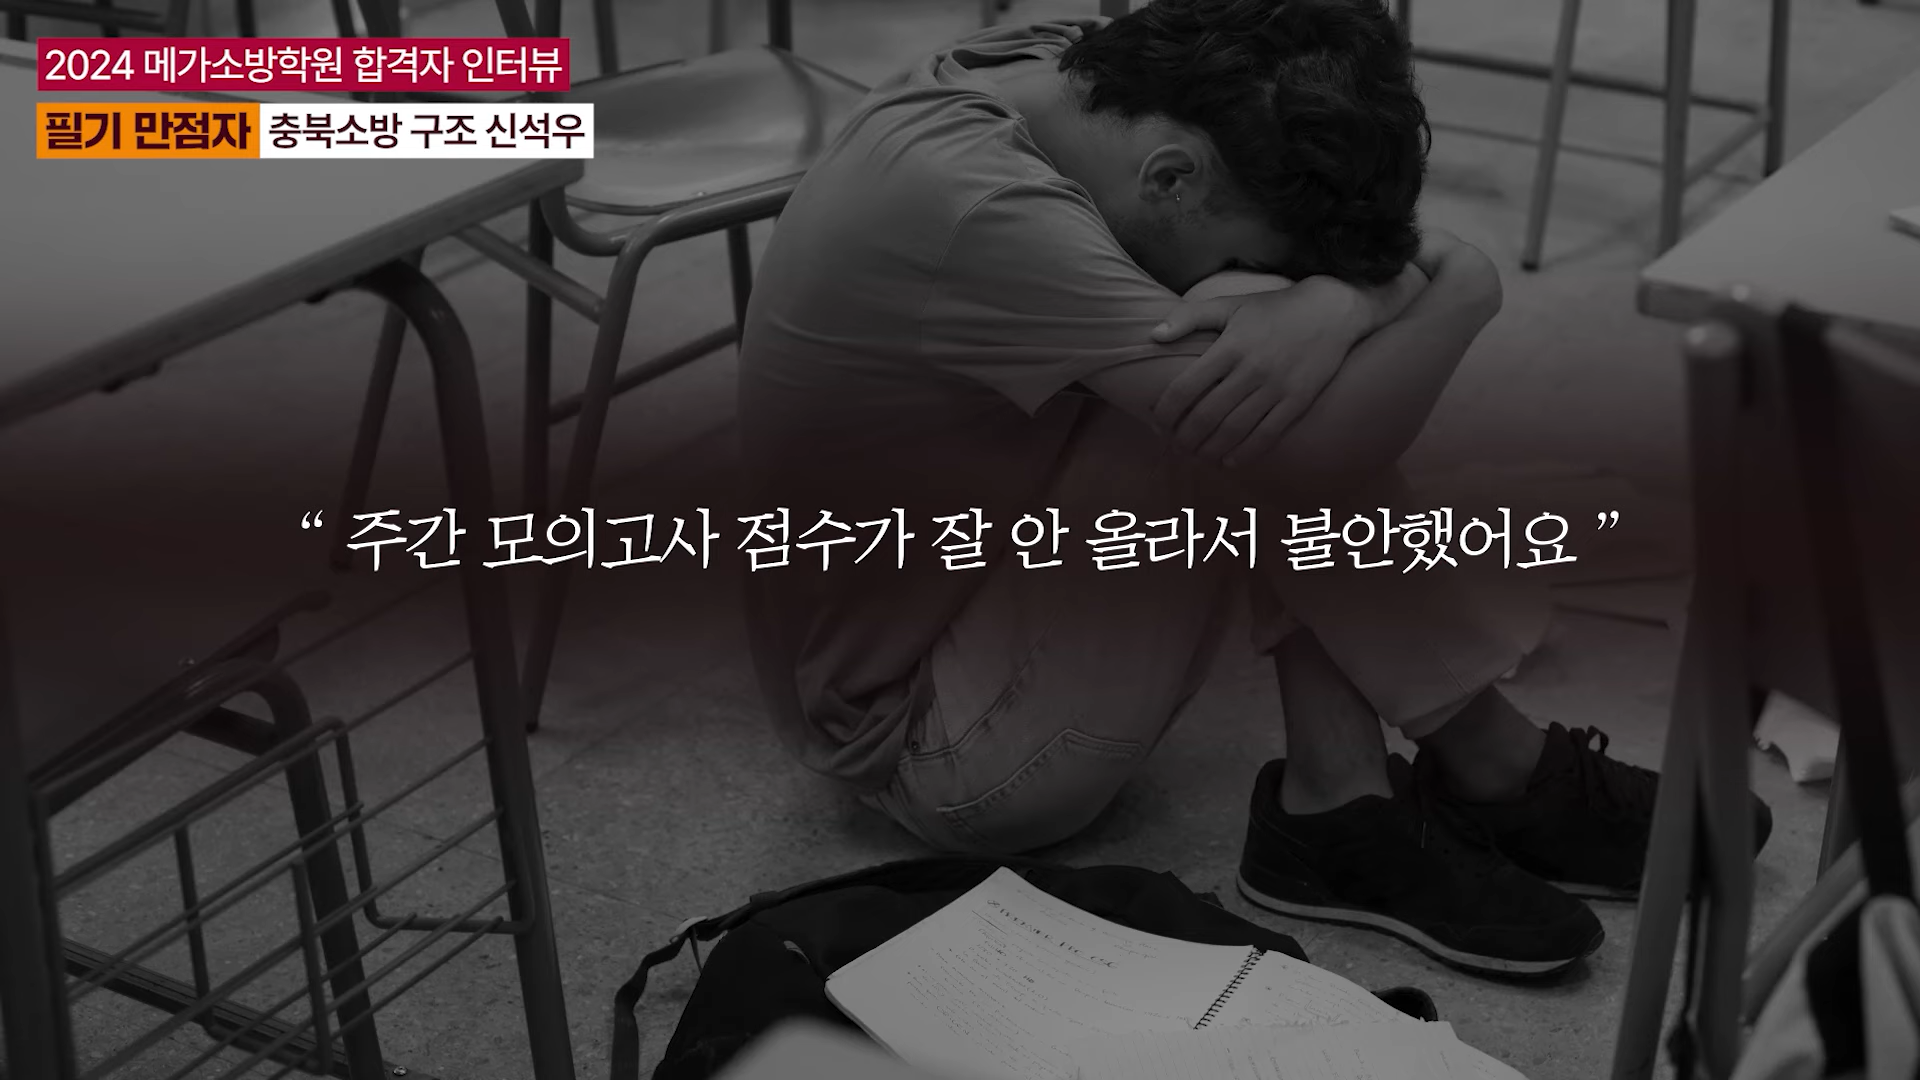 2024 메가소방학원 합격자 인터뷰
필기 만점자 충북소방 구조 신석우
“ 주간 모의고사 점수가 잘 안 올라서 불안했어요 ”